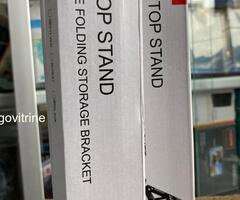 TOP STAND
E FOLDING STORAGE BRACKET
TOP STAND
govitrine